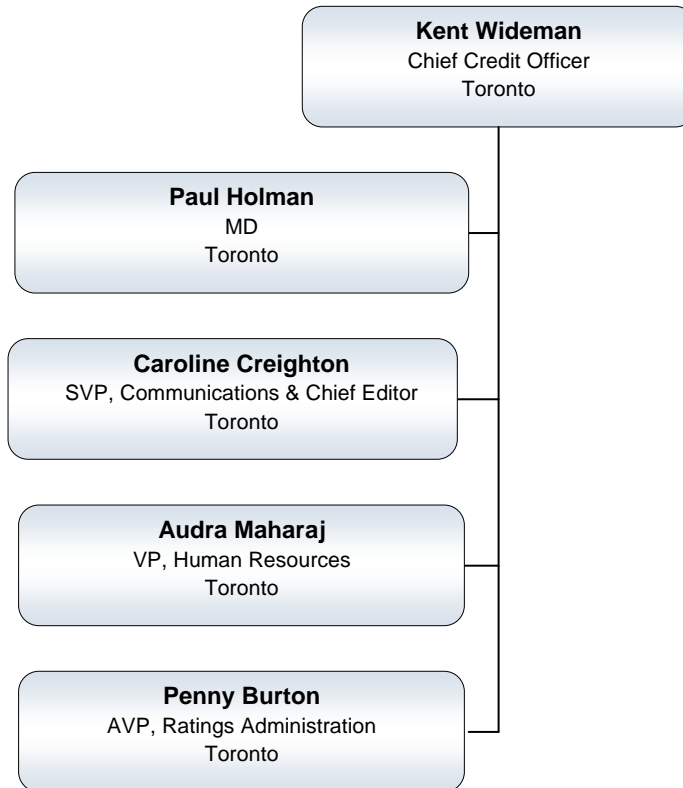 Kent Wideman
Chief Credit Officer
Toronto
Paul Holman
MD
Toronto
Caroline Creighton
SVP, Communications & Chief Editor
Toronto
Audra Maharaj
VP, Human Resources
Toronto
Penny Burton
AVP, Ratings Administration
Toronto